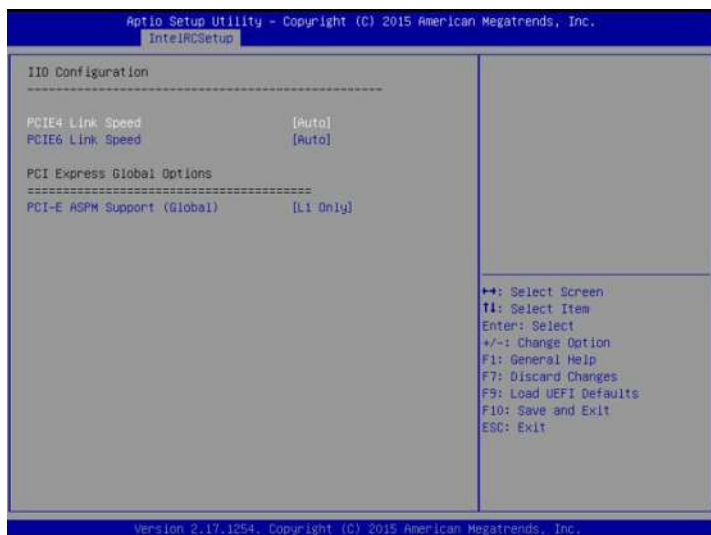 Aptio Setup Utility – Copyright (C) 2015 American Megatrends, Inc.
IntelRCSetup
IIO Configuration
--------------------------------------------------
PCIE4 Link Speed [Auto]
PCIE6 Link Speed [Auto]
PCI Express Global Options
========================================
PCI-E ASPM Support (Global) [L1 Only]
↔: Select Screen
↑↓: Select Item
Enter: Select
+/-: Change Option
F1: General Help
F7: Discard Changes
F9: Load UEFI Defaults
F10: Save and Exit
ESC: Exit
Version 2.17.1254. Copyright (C) 2015 American Megatrends, Inc.